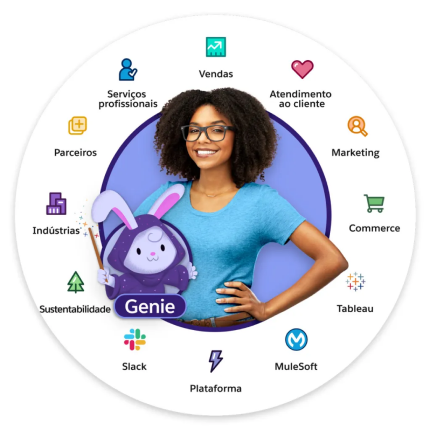 Vendas
Atendimento
ao cliente
Marketing
Commerce
Tableau
MuleSoft
Plataforma
Slack
Sustentabilidade
Indústrias
Parceiros
Serviços
profissionais
Genie